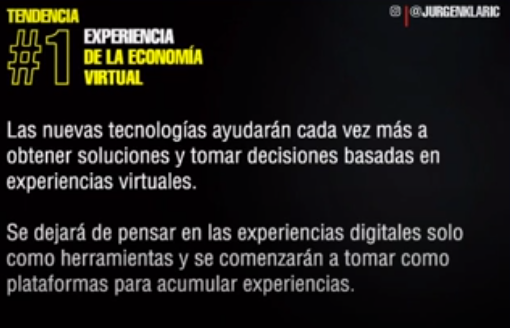 TENDENCIA
#1
EXPERIENCIA
DE LA ECONOMÍA
VIRTUAL
@JURGENKLARIC
Las nuevas tecnologías ayudarán cada vez más a
obtener soluciones y tomar decisiones basadas en
experiencias virtuales.
Se dejará de pensar en las experiencias digitales solo
como herramientas y se comenzarán a tomar como
plataformas para acumular experiencias.